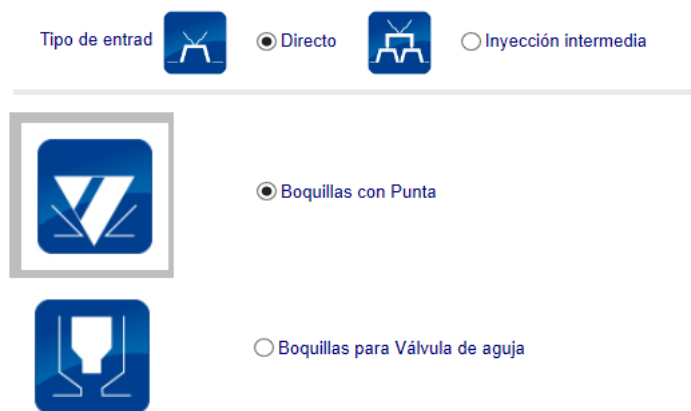 Tipo de entrad
Directo
Inyección intermedia
Boquillas con Punta
Boquillas para Válvula de aguja